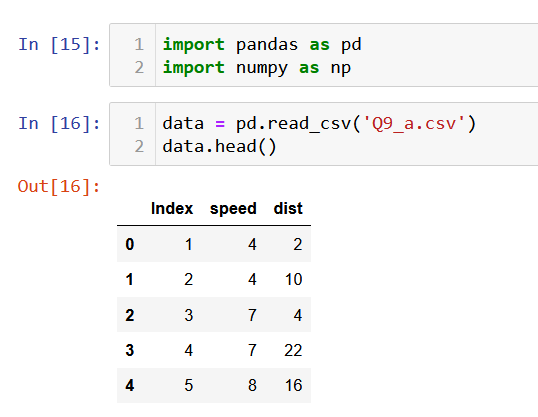 In [15]: 1 import pandas as pd
2 import numpy as np
In [16]: 1 data = pd.read_csv('Q9_a.csv')
2 data.head()
Out[16]:
Index speed dist
0 1 4 2
1 2 4 10
2 3 7 4
3 4 7 22
4 5 8 16